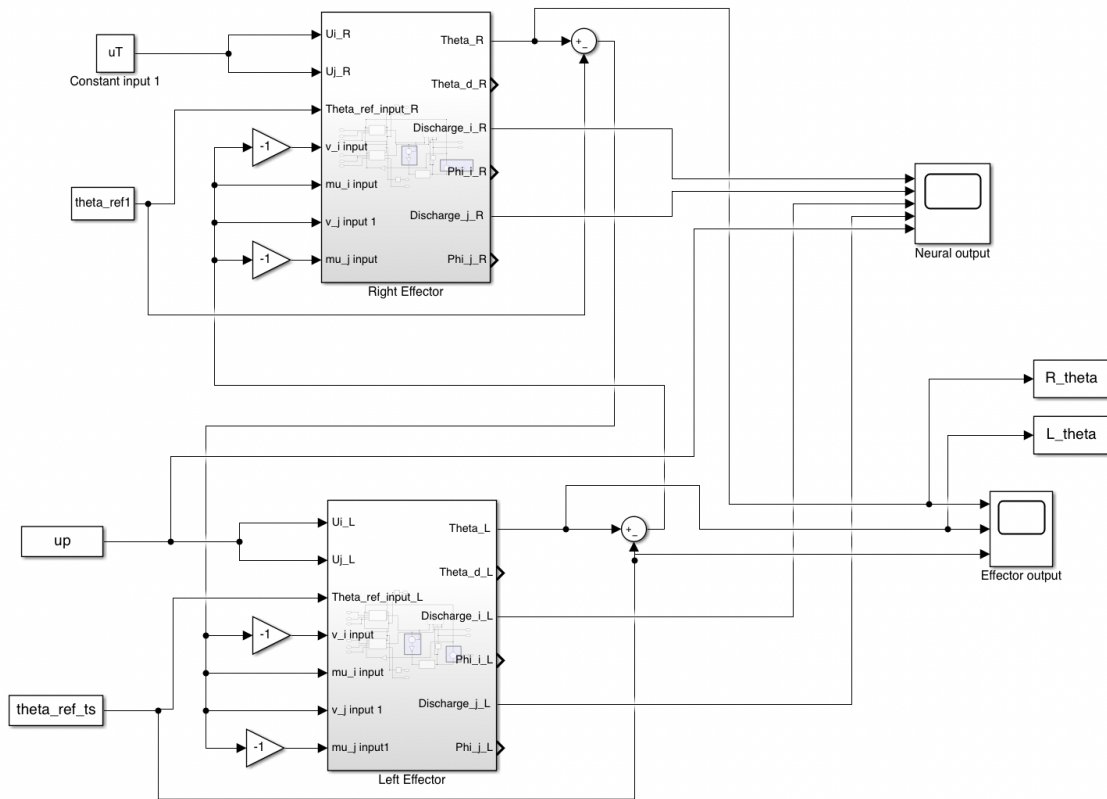 uT
Constant input 1
theta_ref1
-1
-1
Ui_R
Uj_R
Theta_ref_input_R
v_i input
mu_i input
v_j input 1
mu_j input
Theta_R
Theta_d_R
Discharge_i_R
Phi_i_R
Discharge_j_R
Phi_j_R
Right Effector
+
-
Neural output
R_theta
L_theta
up
theta_ref_ts
-1
-1
Ui_L
Uj_L
Theta_ref_input_L
v_i input
mu_i input
v_j input 1
mu_j input1
Theta_L
Theta_d_L
Discharge_i_L
Phi_i_L
Discharge_j_L
Phi_j_L
Left Effector
+
-
Effector output